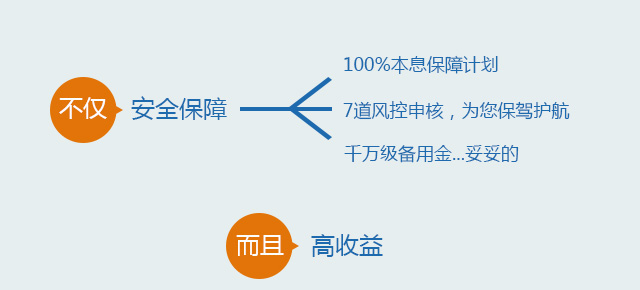 100%本息保障计划
不仅 安全保障
7道风控申核，为您保驾护航
千万级备用金...妥妥的
而且 高收益